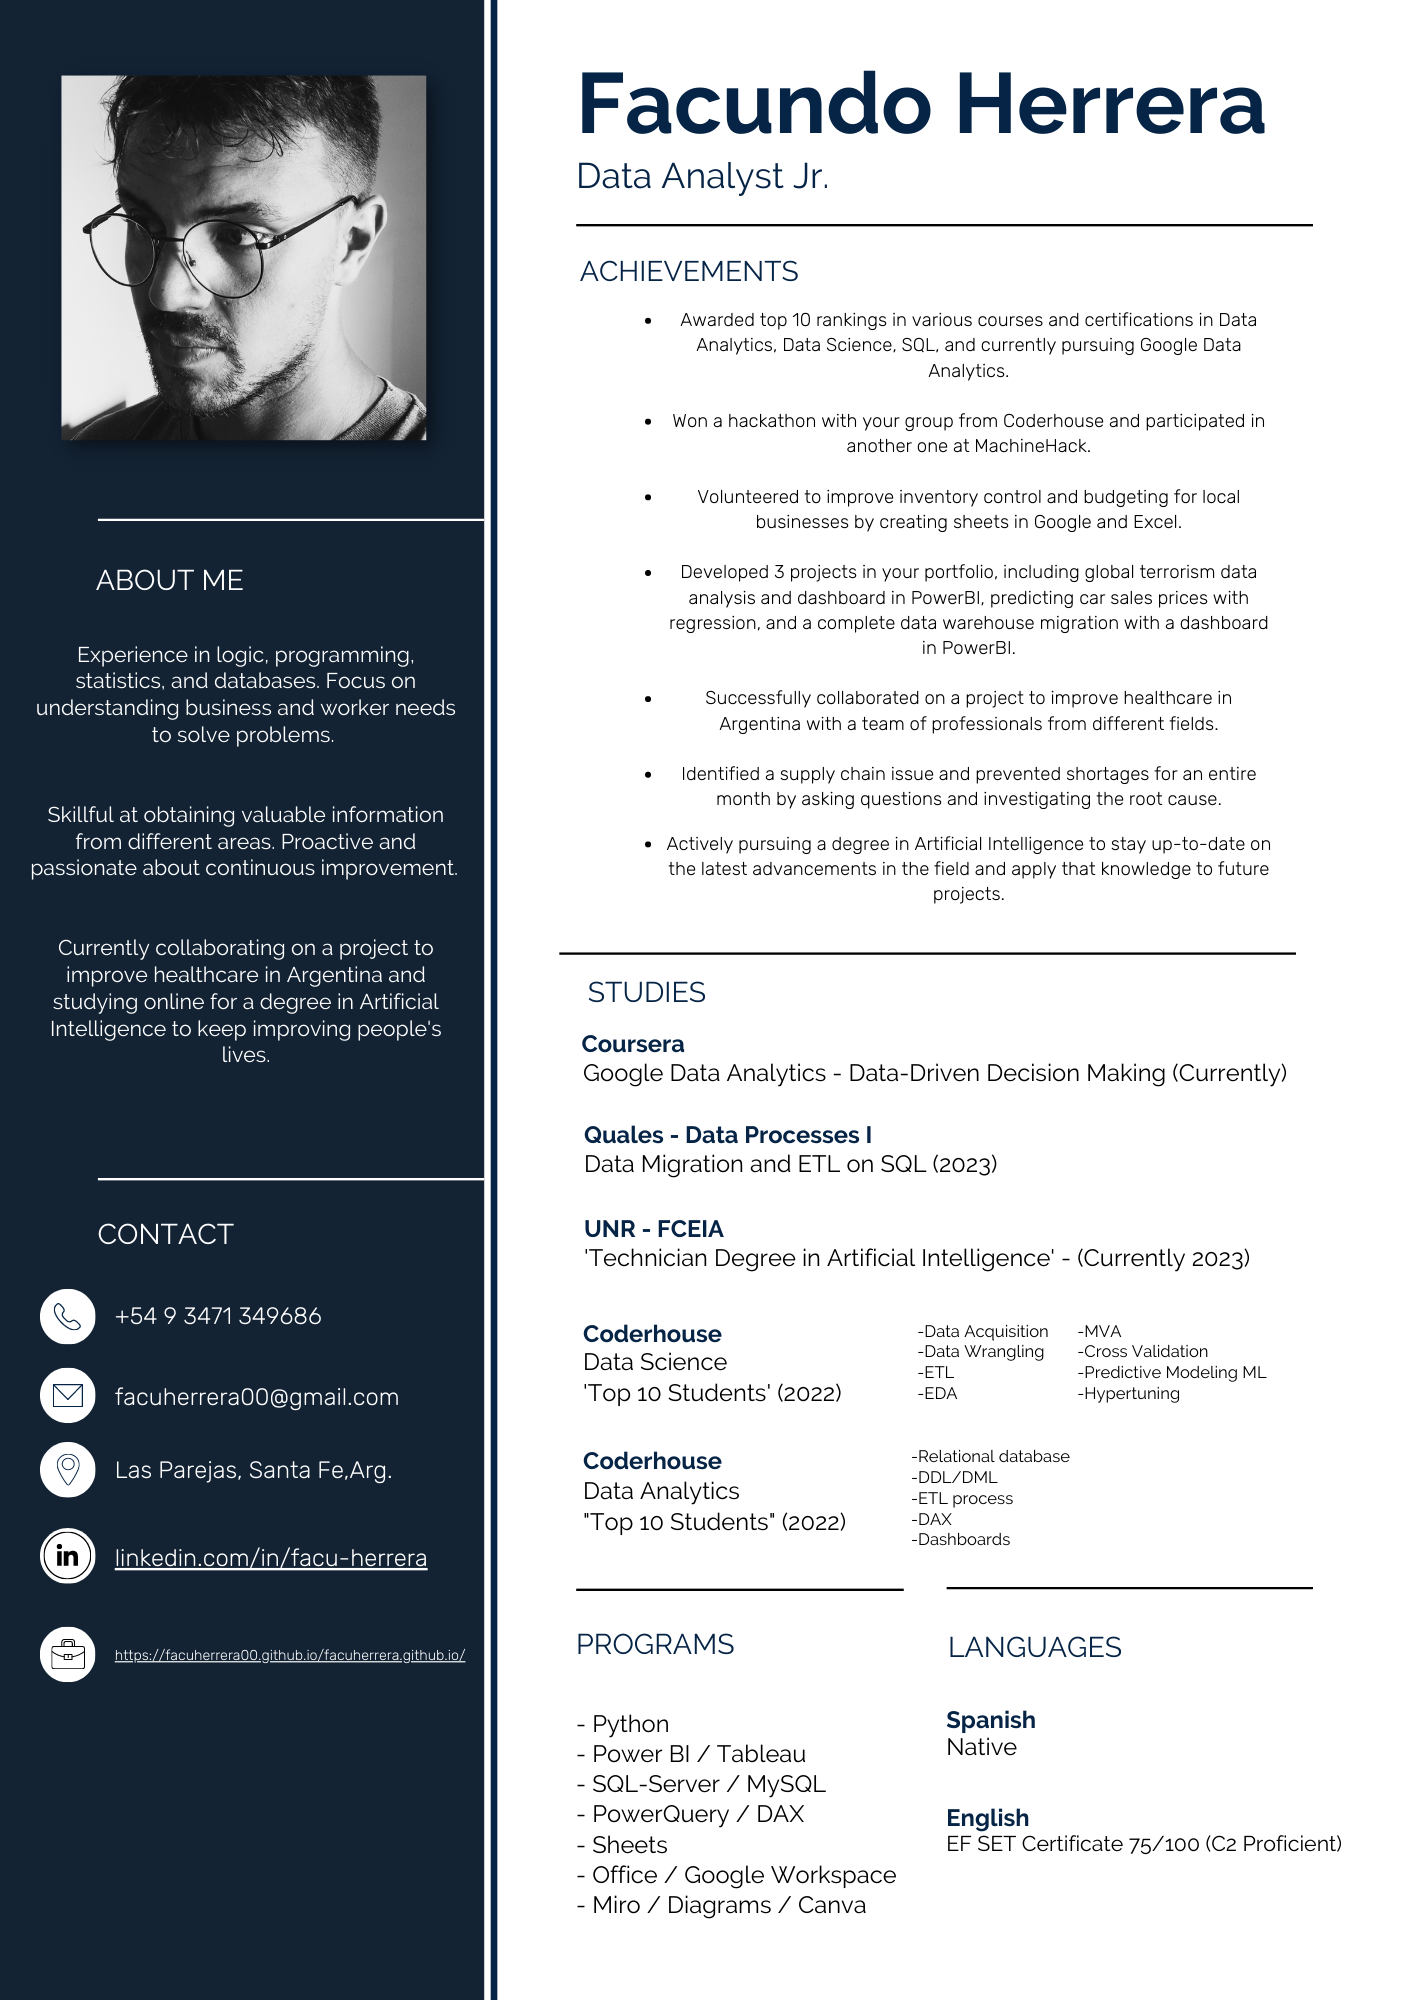 Facundo Herrera
Data Analyst Jr.
ACHIEVEMENTS
Awarded top 10 rankings in various courses and certifications in Data
Analytics, Data Science, SQL, and currently pursuing Google Data
Analytics.
Won a hackathon with your group from Coderhouse and participated in
another one at MachineHack.
Volunteered to improve inventory control and budgeting for local
businesses by creating sheets in Google and Excel.
Developed 3 projects in your portfolio, including global terrorism data
analysis and dashboard in PowerBI, predicting car sales prices with
regression, and a complete data warehouse migration with a dashboard
in PowerBI.
Successfully collaborated on a project to improve healthcare in
Argentina with a team of professionals from different fields.
Identified a supply chain issue and prevented shortages for an entire
month by asking questions and investigating the root cause.
Actively pursuing a degree in Artificial Intelligence to stay up-to-date on
the latest advancements in the field and apply that knowledge to future
projects.
ABOUT ME
Experience in logic, programming,
statistics, and databases. Focus on
understanding business and worker needs
to solve problems.
Skillful at obtaining valuable information
from different areas. Proactive and
passionate about continuous improvement.
Currently collaborating on a project to
improve healthcare in Argentina and
studying online for a degree in Artificial
Intelligence to keep improving people's
lives.
CONTACT
+54 9 3471 349686
facuherrera00@gmail.com
Las Parejas, Santa Fe,Arg.
in
linkedin.com/in/facu-herrera
https://facuherrera00.github.io/facuherrera.github.io/
STUDIES
Coursera
Google Data Analytics - Data-Driven Decision Making (Currently)
Quales - Data Processes I
Data Migration and ETL on SQL (2023)
UNR - FCEIA
'Technician Degree in Artificial Intelligence' - (Currently 2023)
Coderhouse
Data Science
'Top 10 Students' (2022)
-Data Acquisition
-Data Wrangling
-ETL
-EDA
-MVA
-Cross Validation
-Predictive Modeling ML
-Hypertuning
Coderhouse
Data Analytics
"Top 10 Students" (2022)
-Relational database
-DDL/DML
-ETL process
-DAX
-Dashboards
PROGRAMS
- Python
- Power BI / Tableau
- SQL-Server / MySQL
- PowerQuery / DAX
- Sheets
- Office / Google Workspace
- Miro / Diagrams / Canva
LANGUAGES
Spanish
Native
English
EF SET Certificate 75/100 (C2 Proficient)